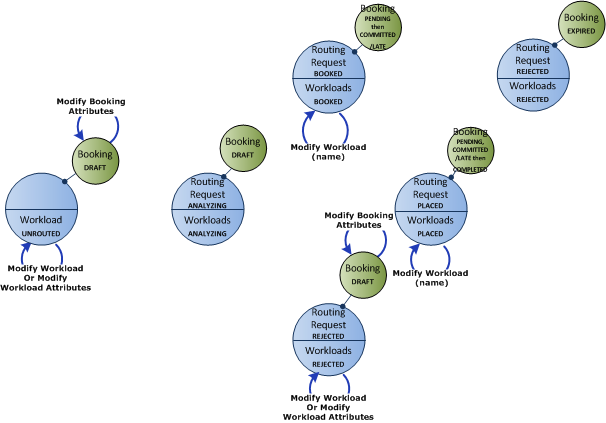 Booking
PENDING
then
COMMITTED
/LATE
Routing
Request
BOOKED
Workloads
BOOKED
Modify Workload
(name)
Booking
EXPIRED
Routing
Request
REJECTED
Workloads
REJECTED
Modify Booking
Attributes
Booking
DRAFT
Workload
UNROUTED
Modify Workload
Or Modify
Workload Attributes
Booking
DRAFT
Routing
Request
ANALYZING
Workloads
ANALYZING
Booking
PENDING,
COMMITTED
/LATE then
COMPLETED
Routing
Request
PLACED
Workloads
PLACED
Modify Workload
(name)
Modify Booking
Attributes
Booking
DRAFT
Routing
Request
REJECTED
Workloads
REJECTED
Modify Workload
Or Modify
Workload Attributes